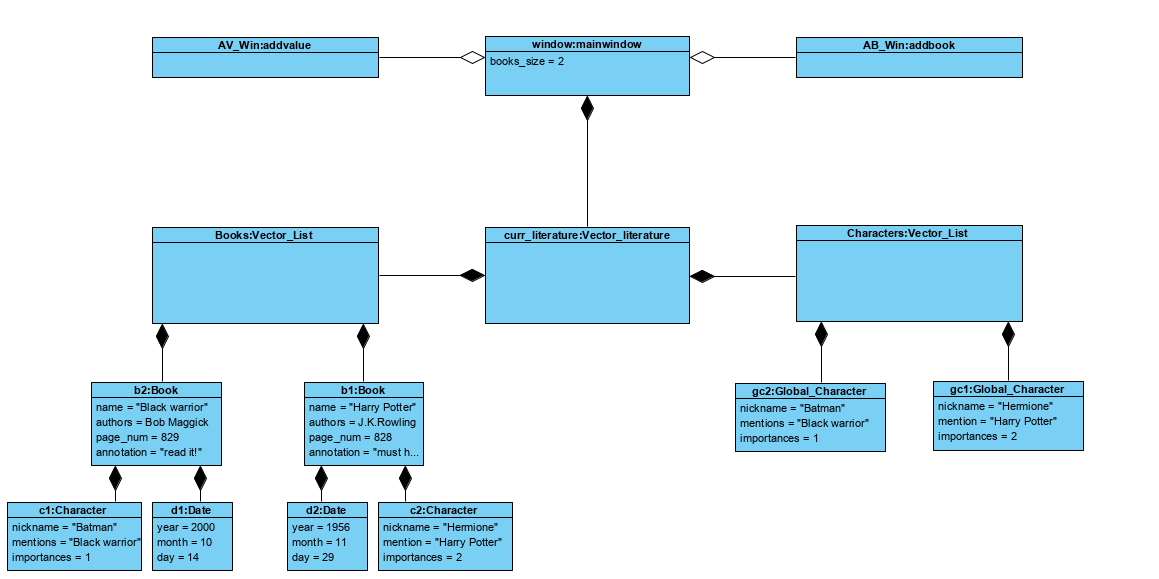 AV_Win:addvalue
window:mainwindow
books_size = 2
AB_Win:addbook
Books:Vector_List
curr_literature:Vector_literature
Characters:Vector_List
b2:Book
name = "Black warrior"
authors = Bob Maggick
page_num = 829
annotation = "read it!"
b1:Book
name = "Harry Potter"
authors = J.K.Rowling
page_num = 828
annotation = "must h...
gc2:Global_Character
nickname = "Batman"
mentions = "Black warrior"
importances = 1
gc1:Global_Character
nickname = "Hermione"
mention = "Harry Potter"
importances = 2
c1:Character
nickname = "Batman"
mentions = "Black warrior"
importances = 1
d1:Date
year = 2000
month = 10
day = 14
d2:Date
year = 1956
month = 11
day = 29
c2:Character
nickname = "Hermione"
mention = "Harry Potter"
importances = 2